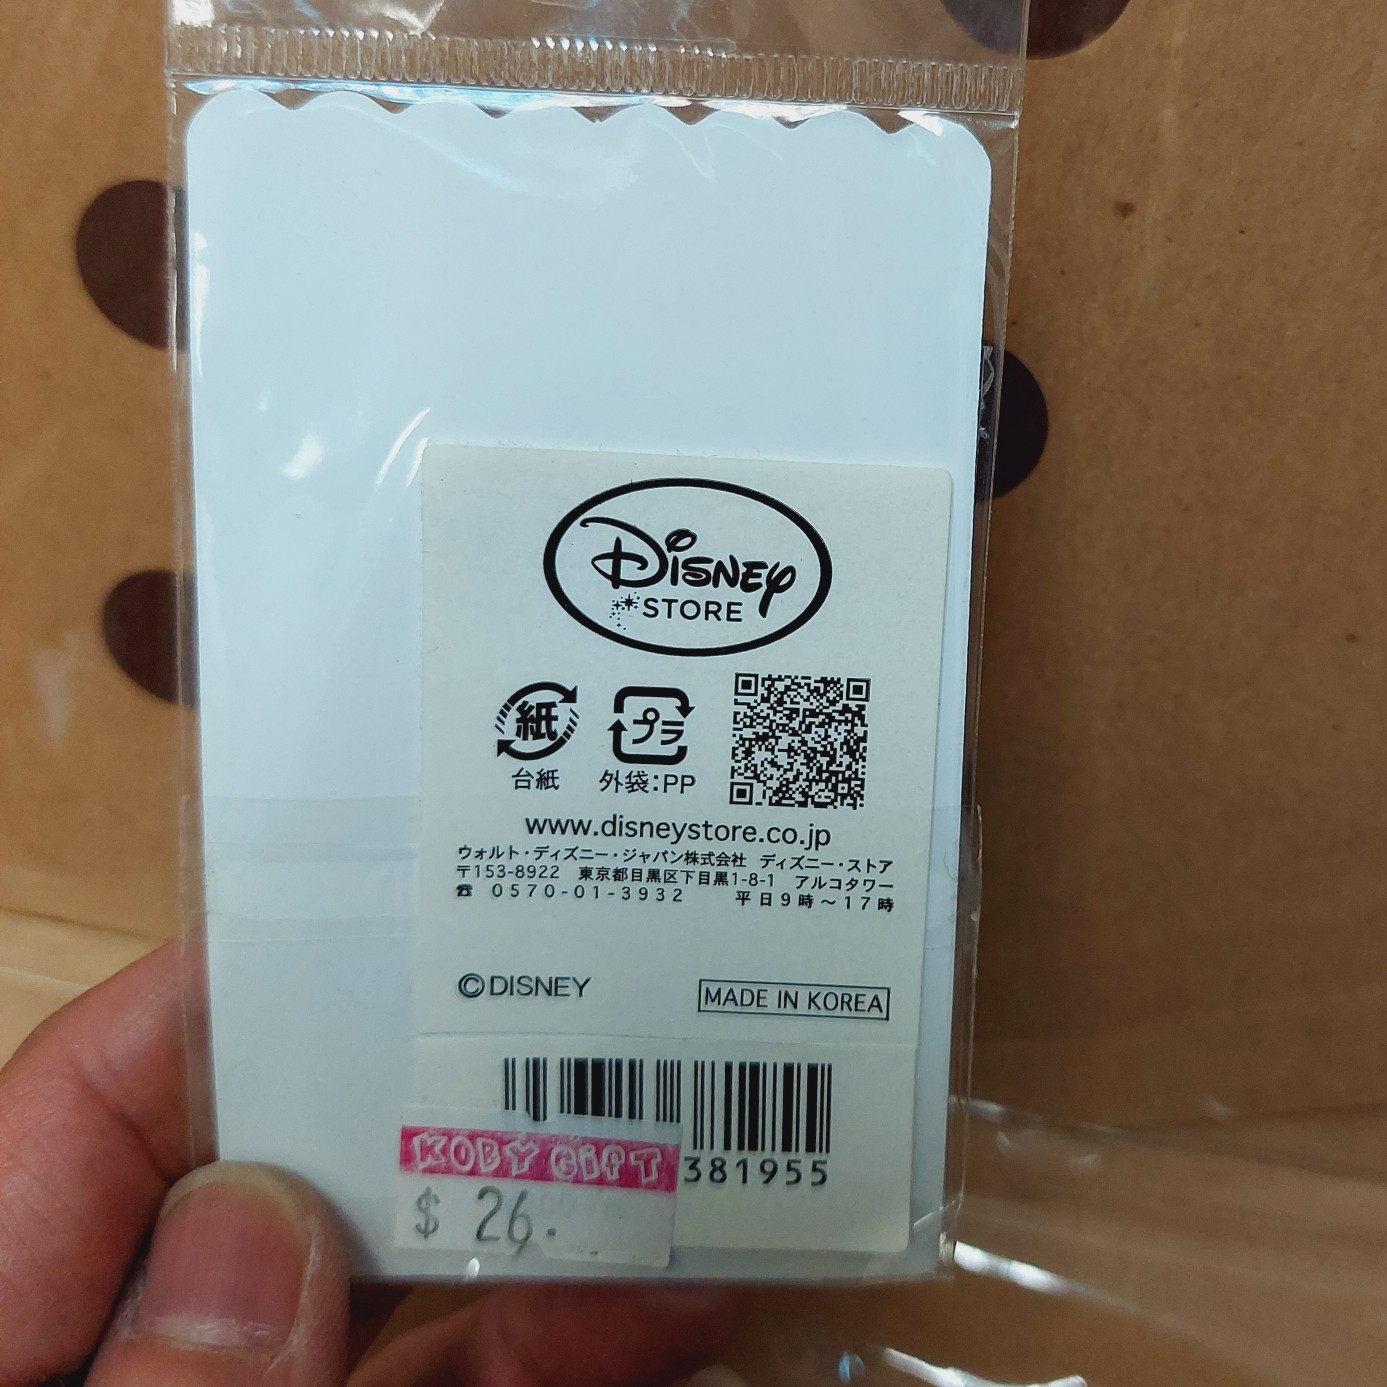 Disney
STORE
紙 プラ
台紙 外袋:PP
www.disneystore.co.jp
ウォルト・ディズニー・ジャパン株式会社 ディズニー・ストア
〒153-8922 東京都目黒区下目黒1-8-1 アルコタワー
☎ 0570-01-3932 平日9時～17時
©DISNEY
MADE IN KOREA
KOBY GifT
381955
$ 26.